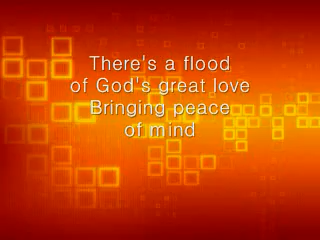 There's a flood
of God's great love
Bringing peace
of mind